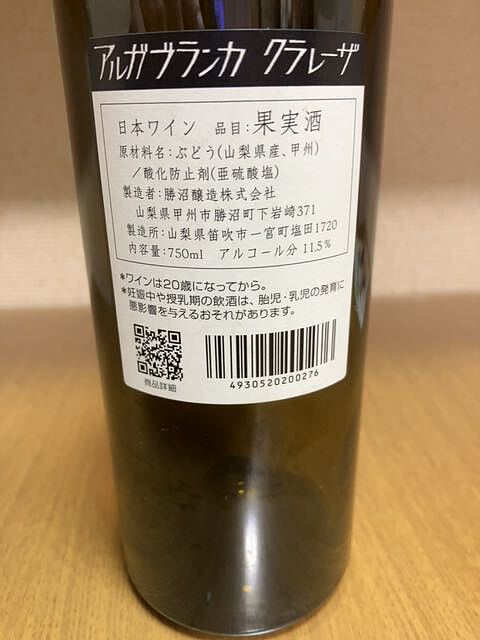 アルガブランカ クラレーザ
日本ワイン 品目:果実酒
原材料名:ぶどう(山梨県産、甲州)
/酸化防止剤(亜硫酸塩)
製造者:勝沼醸造株式会社
山梨県甲州市勝沼町下岩崎371
製造所:山梨県笛吹市一宮町塩田1720
内容量:750ml アルコール分 11.5%
*ワインは20歳になってから。
*妊娠中や授乳期の飲酒は、胎児・乳児の発育に
悪影響を与えるおそれがあります。
商品詳細
4930520200276